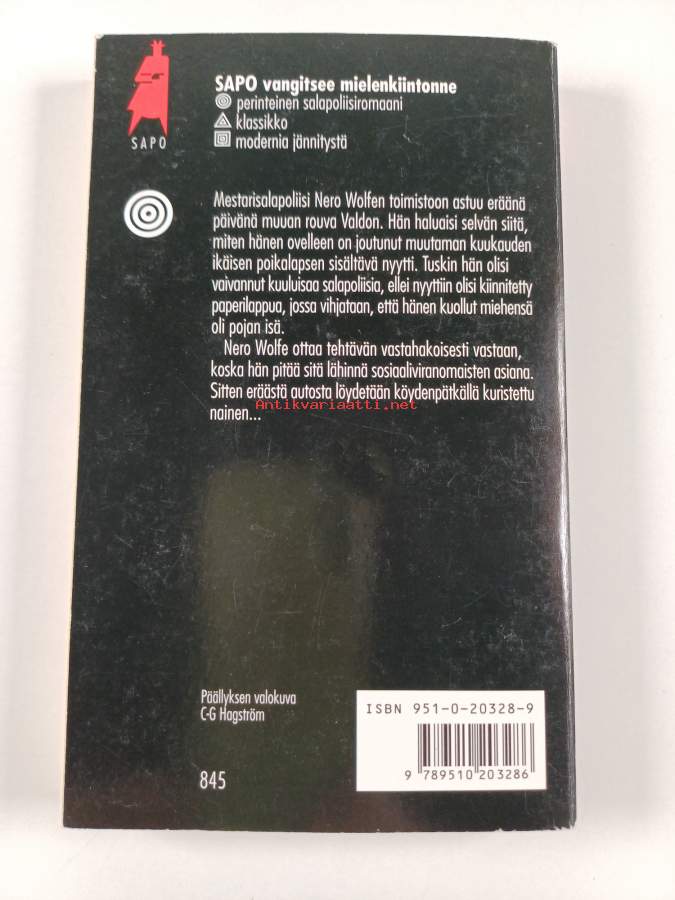 SAPO
SAPO vangitsee mielenkiintonne
perinteinen salapoliisiromaani
klassikko
modernia jännitystä
Mestarisalapoliisi Nero Wolfen toimistoon astuu eräänä
päivänä muuan rouva Valdon. Hän haluaisi selvän siitä,
miten hänen ovelleen on joutunut muutaman kuukauden
ikäisen poikalapsen sisältävä nyytti. Tuskin hän olisi
vaivannut kuuluisaa salapoliisia, ellei nyyttiin olisi kiinnitetty
paperilappua, jossa vihjataan, että hänen kuollut miehensä
oli pojan isä.
Nero Wolfe ottaa tehtävän vastahakoisesti vastaan,
koska hän pitää sitä lähinnä sosiaaliviranomaisten asiana.
Sitten eräästä autosta löydetään köydenpätkällä kuristettu
nainen...
Antikvariaatti.net
Päällyksen valokuva
C-G Hagström
845
ISBN 951-0-20328-9
9 789510 203286